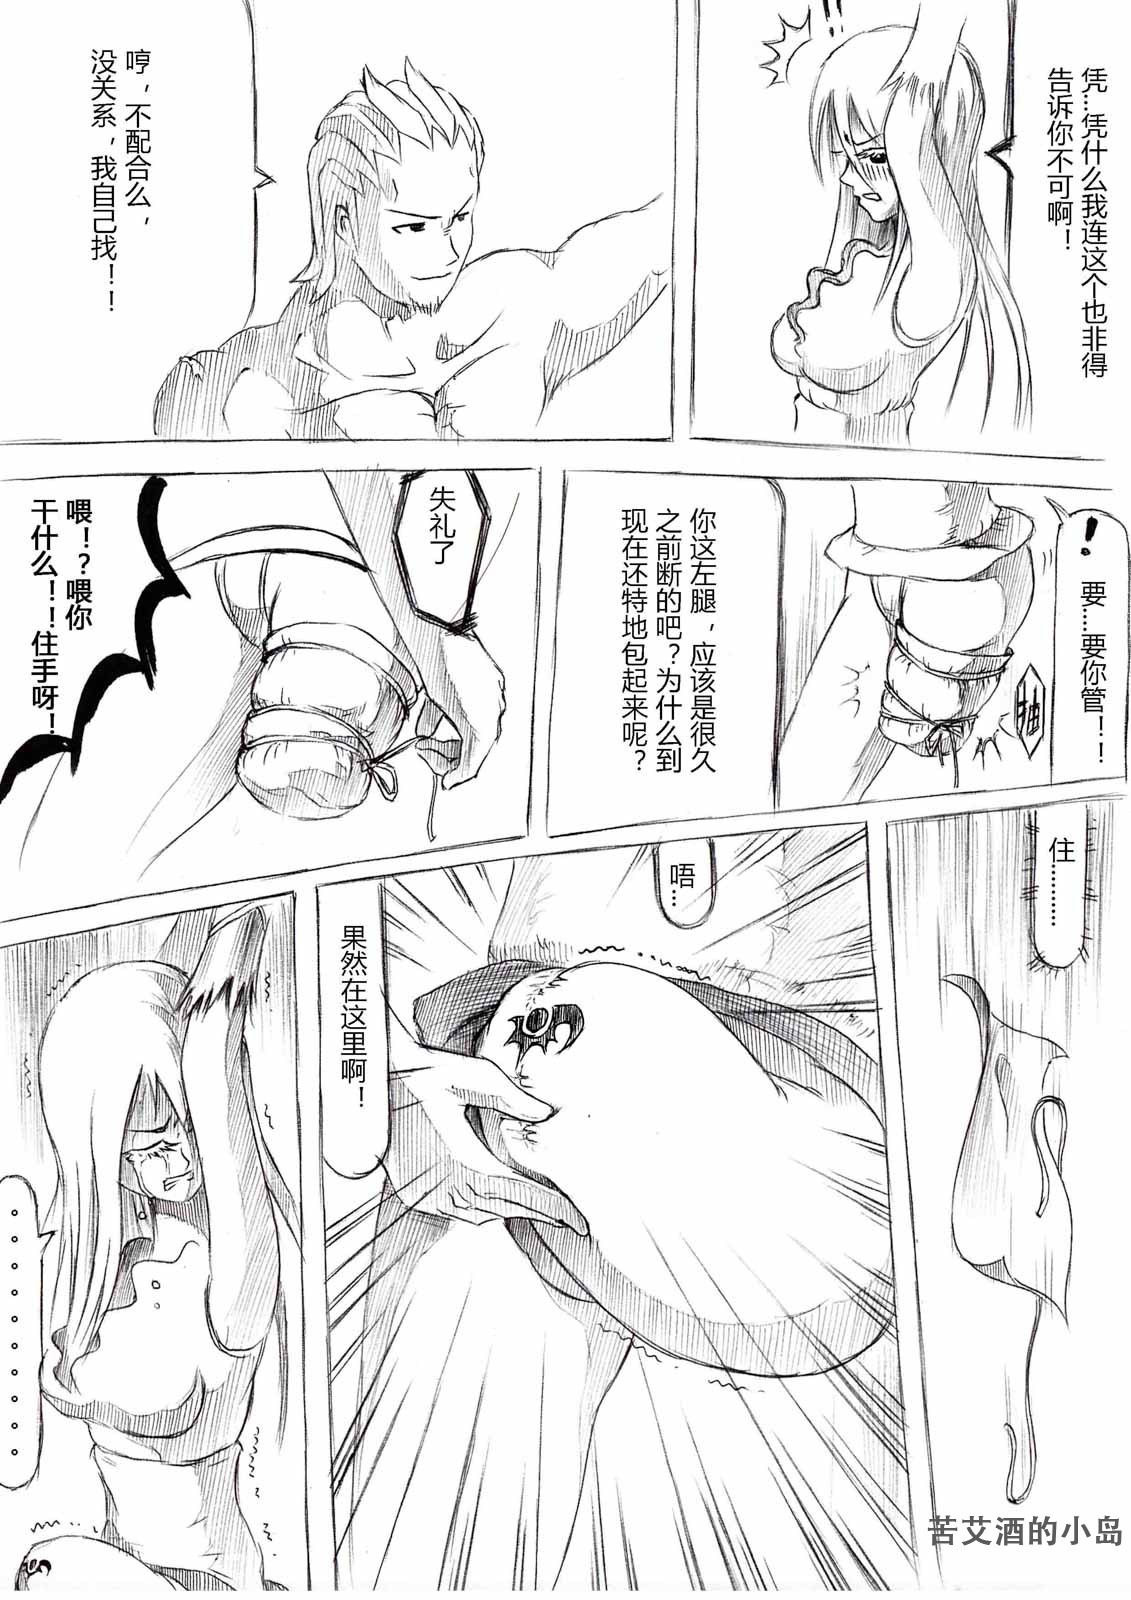 凭...凭什么我连这个也非得
告诉你不可啊！
！！
哼，不配合么，
没关系，我自己找！！
！要...要你管！！
抽
你这左腿，应该是很久
之前断的吧？为什么到
现在还特地包起来呢？
失礼了
喂！？喂你
干什么！！住手呀！
住………
唔…
果然在这里啊！
。。。。。。。。。。
苦艾酒的小岛